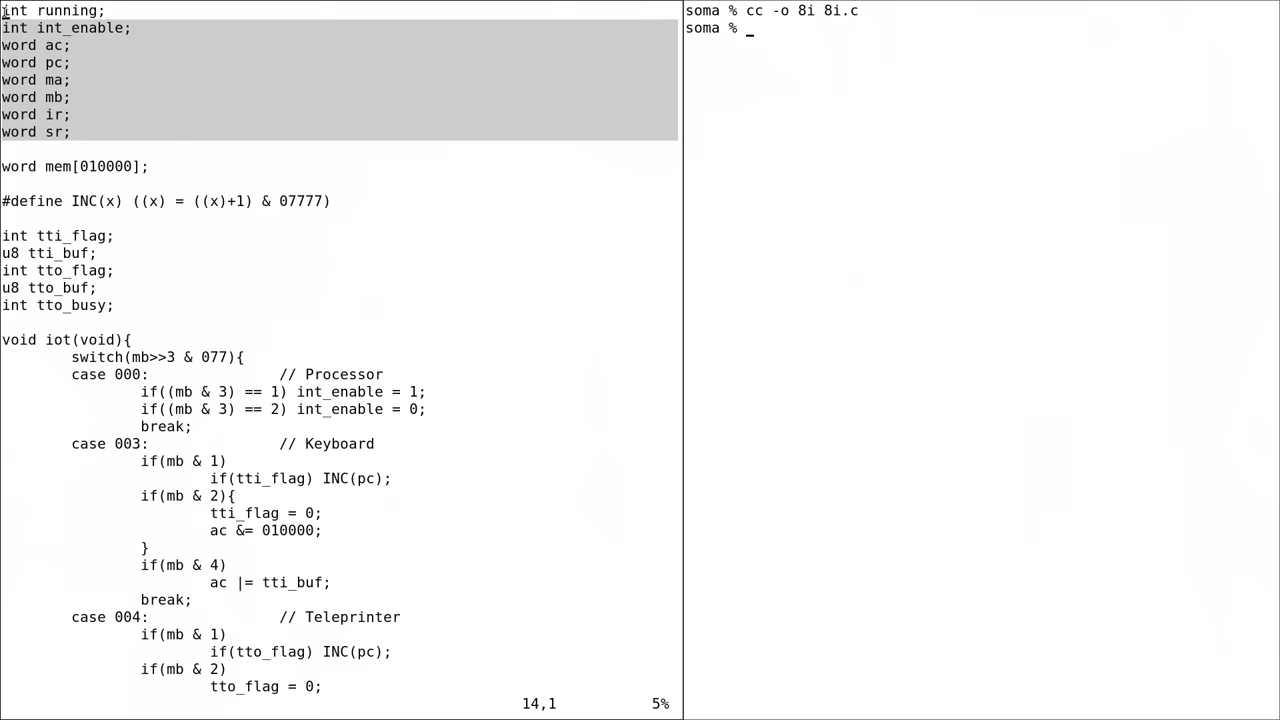 int running;
int int_enable;
word ac;
word pc;
word ma;
word mb;
word ir;
word sr;
word mem[010000];
#define INC(x) ((x) = ((x)+1) & 07777)
int tti_flag;
u8 tti_buf;
int tto_flag;
u8 tto_buf;
int tto_busy;
void iot(void){
switch(mb>>3 & 077){
case 000: // Processor
if((mb & 3) == 1) int_enable = 1;
if((mb & 3) == 2) int_enable = 0;
break;
case 003: // Keyboard
if(mb & 1)
if(tti_flag) INC(pc);
if(mb & 2){
tti_flag = 0;
ac &= 010000;
}
if(mb & 4)
ac |= tti_buf;
break;
case 004: // Teleprinter
if(mb & 1)
if(tto_flag) INC(pc);
if(mb & 2)
tto_flag = 0;
14,1 5%
soma % cc -o 8i 8i.c
soma % _